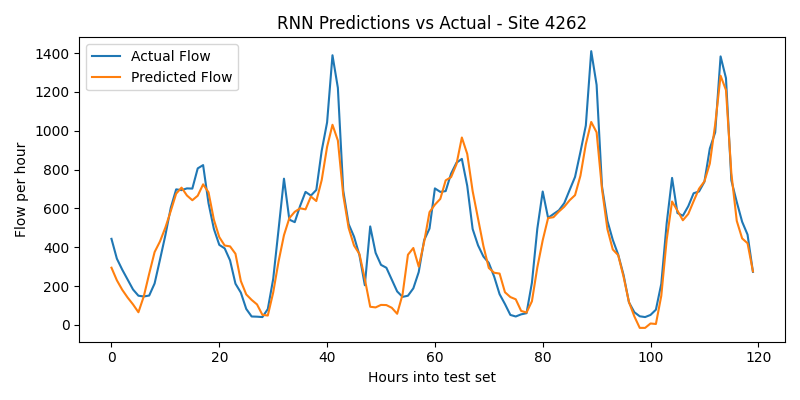 RNN Predictions vs Actual - Site 4262
Flow per hour
1400
1200
1000
800
600
400
200
0
Actual Flow
Predicted Flow
0 20 40 60 80 100 120
Hours into test set